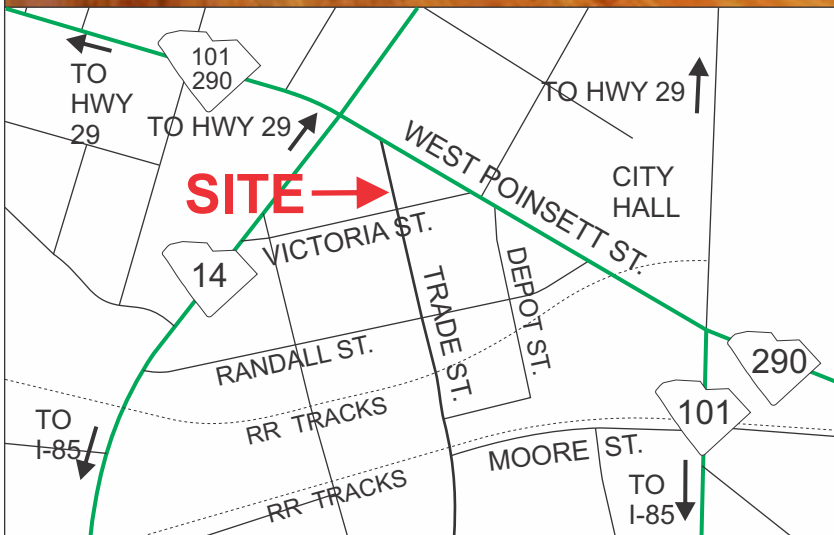 101
290
TO
HWY
29
TO HWY 29
TO HWY 29
WEST POINSETT ST.
CITY
HALL
SITE
VICTORIA ST.
14
TRADE ST.
DEPOT ST.
RANDALL ST.
290
101
RR TRACKS
TO
I-85
MOORE ST.
RR TRACKS
TO
I-85